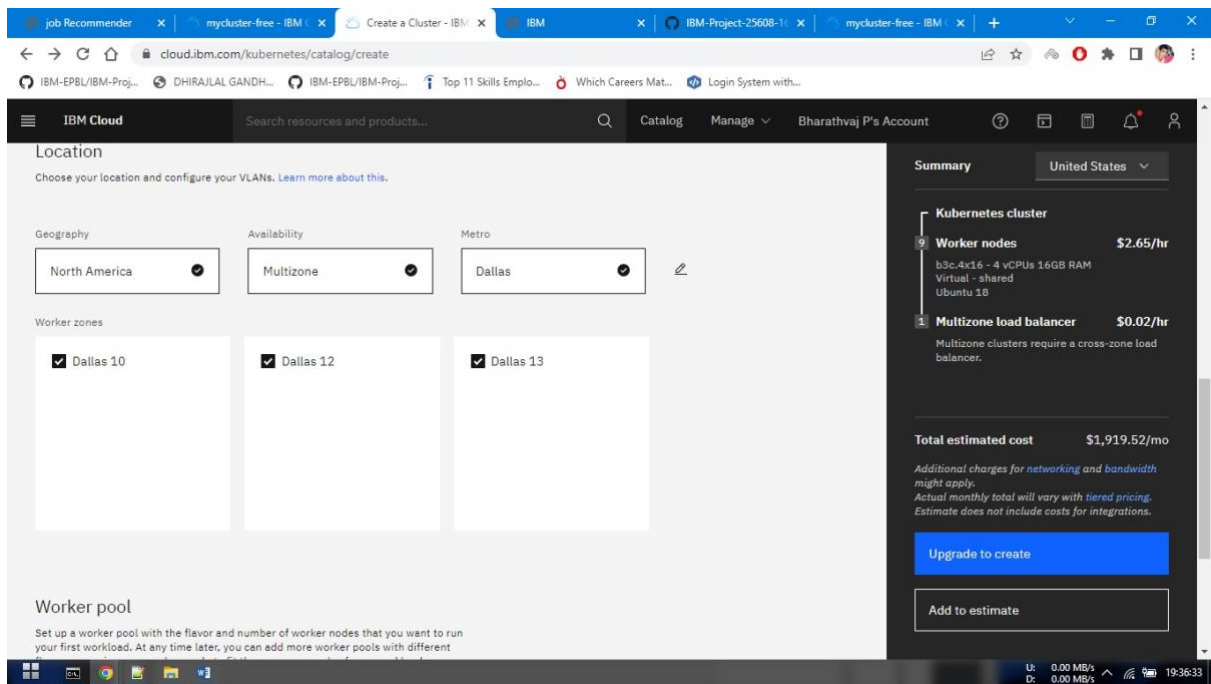 job Recommender
mycluster-free - IBM C
Create a Cluster - IBM
IBM
IBM-Project-25608-16
mycluster-free - IBM C
cloud.ibm.com/kubernetes/catalog/create
IBM-EPBL/IBM-Proj...
DHIRAJLAL GANDH...
IBM-EPBL/IBM-Proj...
Top 11 Skills Emplo...
Which Careers Mat...
Login System with...
IBM Cloud
Search resources and products...
Catalog
Manage
Bharathvaj P's Account
Location
Choose your location and configure your VLANs. Learn more about this.
Geography
Availability
Metro
North America
Multizone
Dallas
Worker zones
Dallas 10
Dallas 12
Dallas 13
Worker pool
Set up a worker pool with the flavor and number of worker nodes that you want to run
your first workload. At any time later, you can add more worker pools with different
Summary
United States
Kubernetes cluster
9 Worker nodes $2.65/hr
b3c.4x16 - 4 vCPUs 16GB RAM
Virtual - shared
Ubuntu 18
1 Multizone load balancer $0.02/hr
Multizone clusters require a cross-zone load
balancer.
Total estimated cost $1,919.52/mo
Additional charges for networking and bandwidth
might apply.
Actual monthly total will vary with tiered pricing.
Estimate does not include costs for integrations.
Upgrade to create
Add to estimate
U: 0.00 MB/s
D: 0.00 MB/s
19:36:33